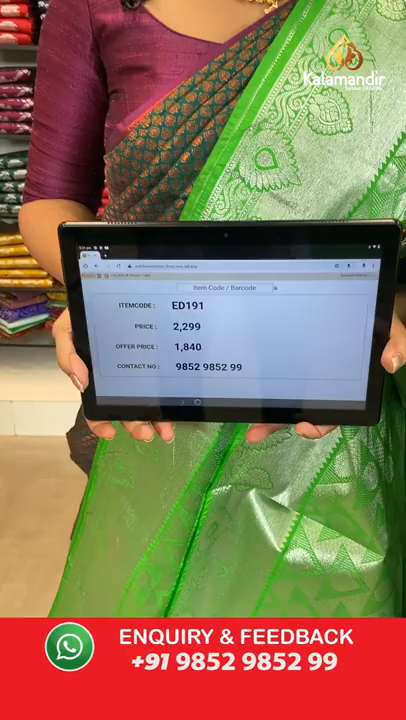 Kalamandir
Item Code / Barcode
ITEMCODE : ED191
PRICE : 2,299
OFFER PRICE : 1,840
CONTACT NO. : 9852 9852 99
ENQUIRY & FEEDBACK
+91 9852 9852 99